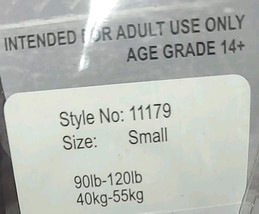 INTENDED FOR ADULT USE ONLY
AGE GRADE 14+
Style No: 11179
Size: Small
90lb-120lb
40kg-55kg